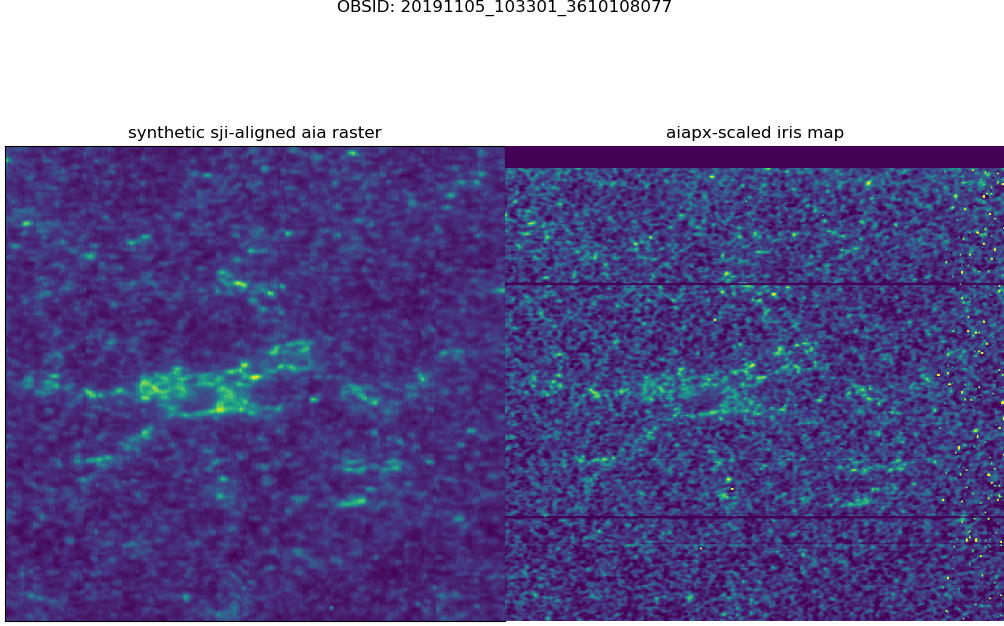 OBSID: 20191105_103301_3610108077
synthetic sji-aligned aia raster
aiapx-scaled iris map